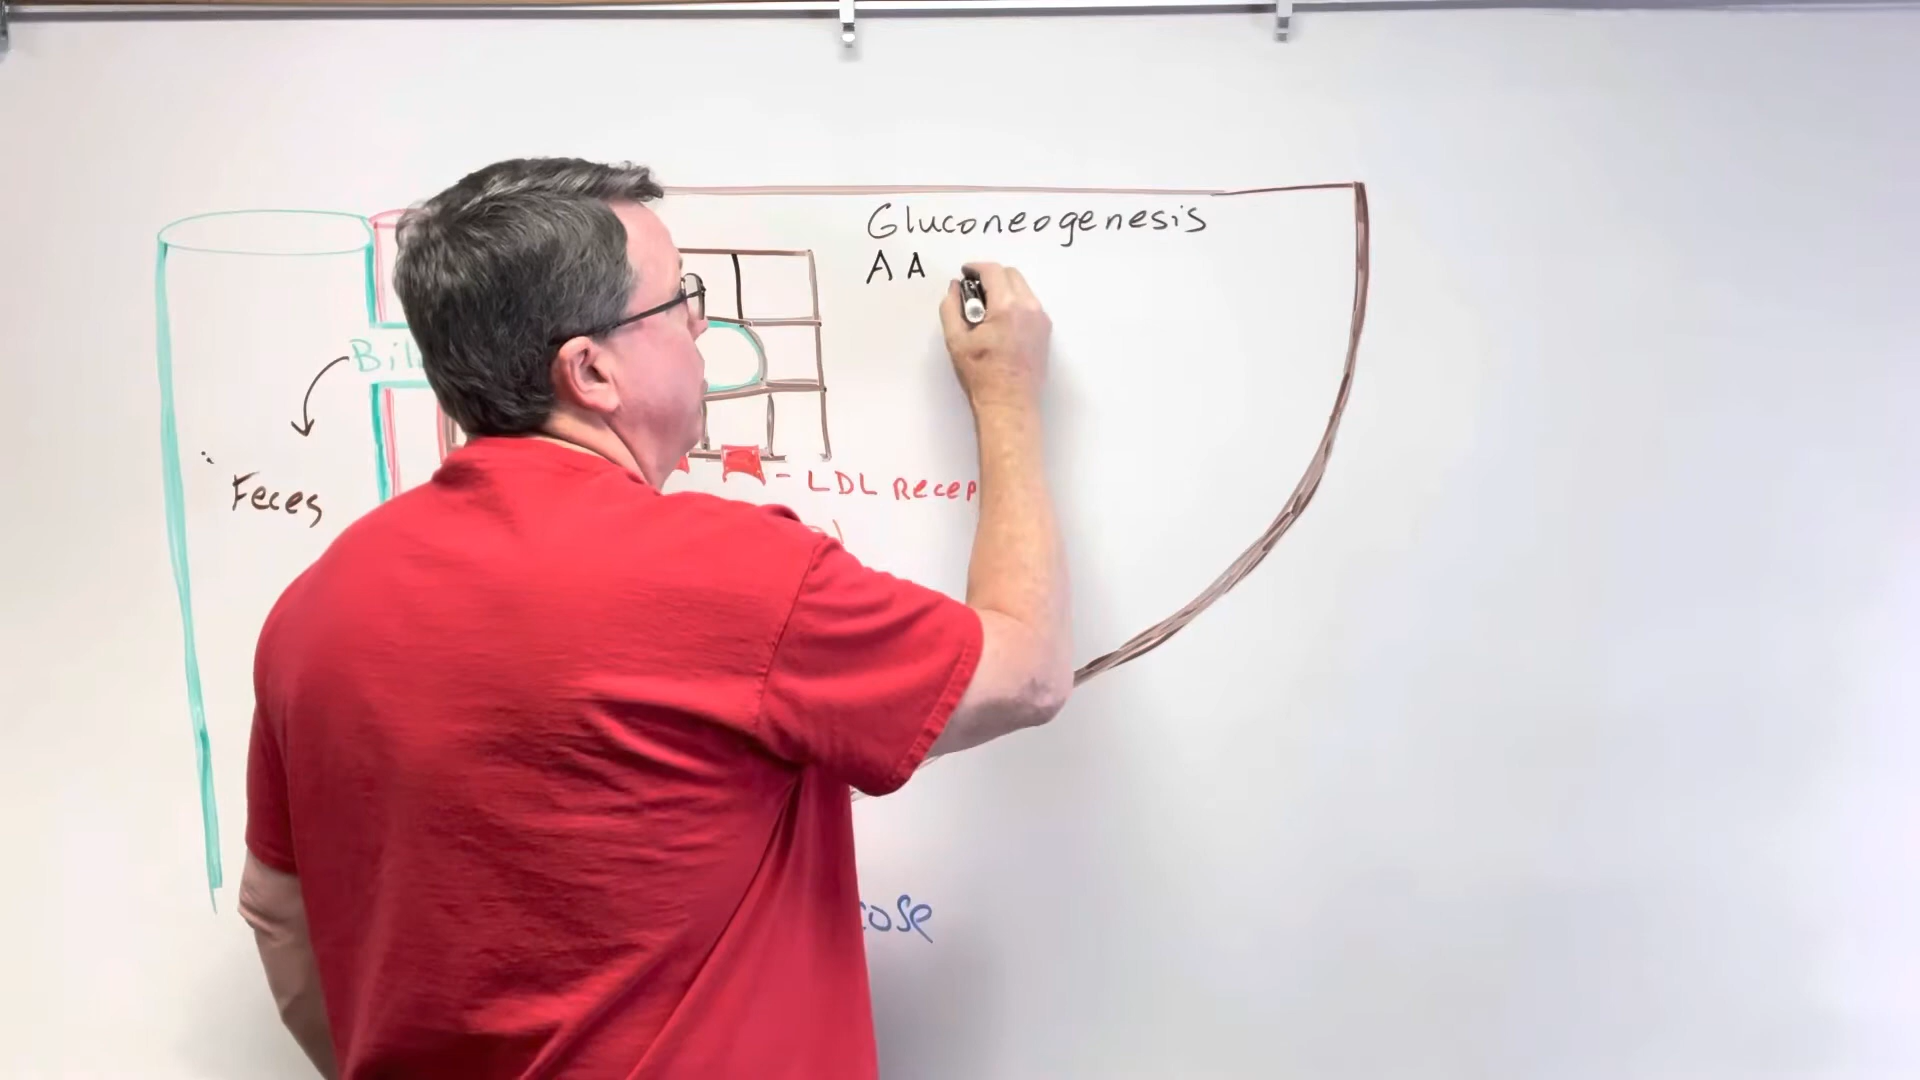 Gluconeogenesis
A A
Bil
- LDL Recep
Feces
cose